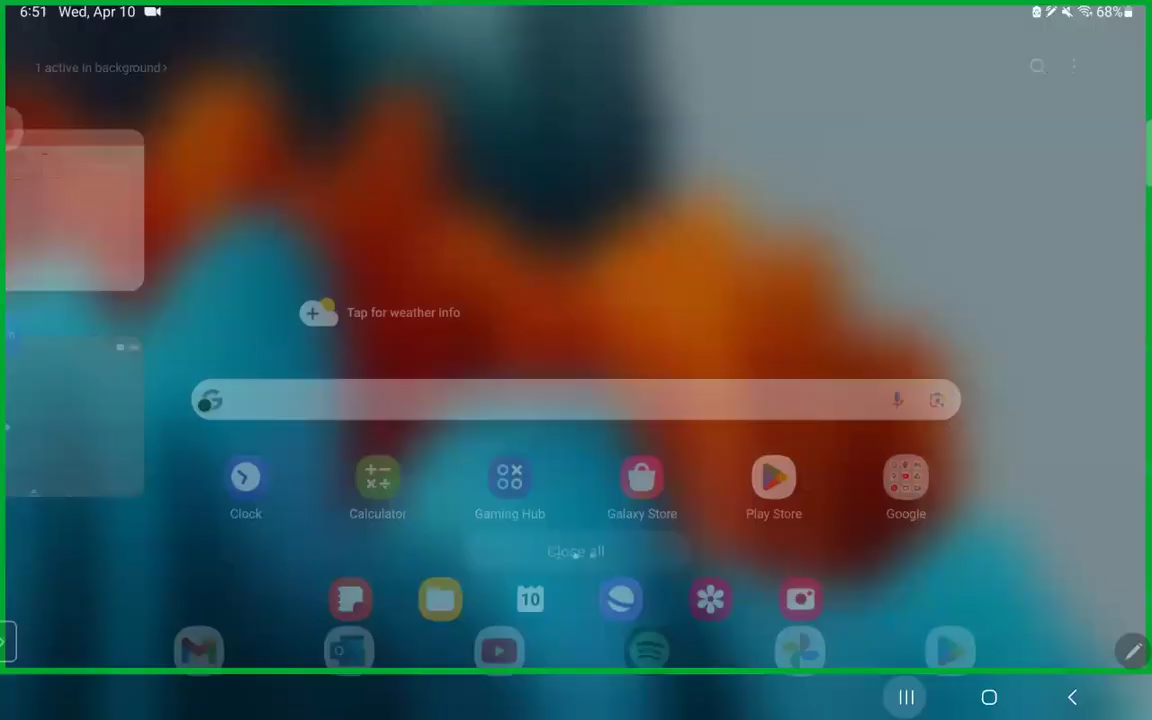 6:51 Wed, Apr 10
68%
1 active in background >
Tap for weather info
Clock
Calculator
Gaming Hub
Galaxy Store
Play Store
Google
Close all
10